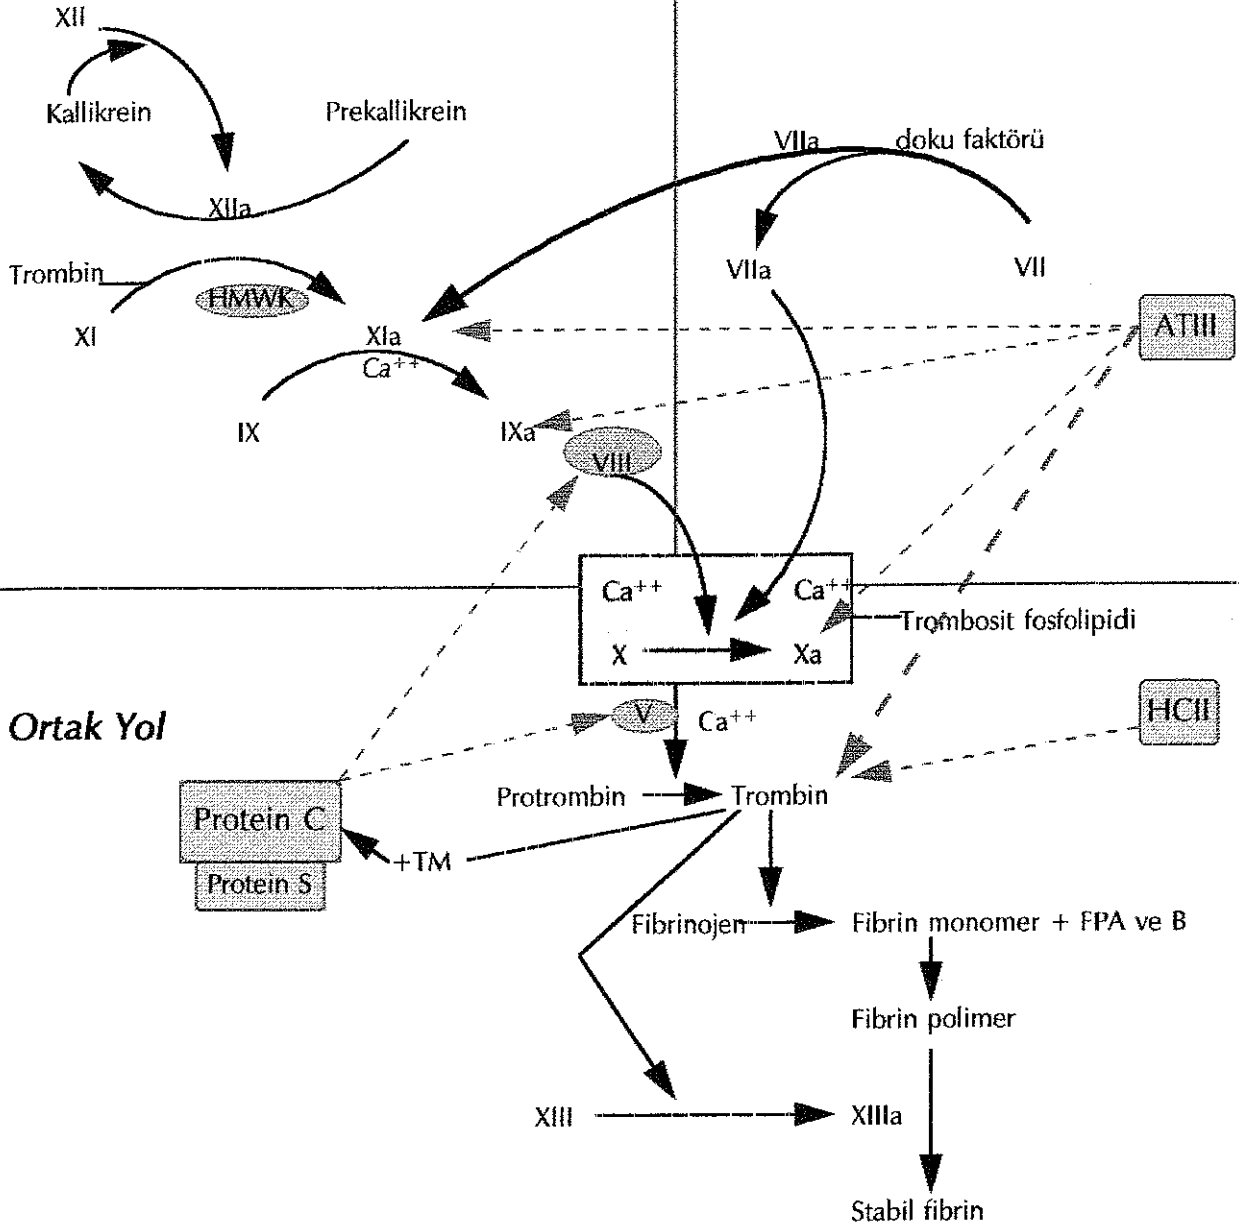 XII
Kallikrein
Prekallikrein
VIIa
doku faktörü
XIIa
VIIa
VII
Trombin
HMWK
XI
XIa
Ca++
ATIII
IX
IXa
VIII
Ca++
Ca++
Trombosit fosfolipidi
X
Xa
Ortak Yol
V
Ca++
HCII
Protrombin
Trombin
Protein C
+TM
Protein S
Fibrinojen
Fibrin monomer + FPA ve B
Fibrin polimer
XIII
XIIIa
Stabil fibrin